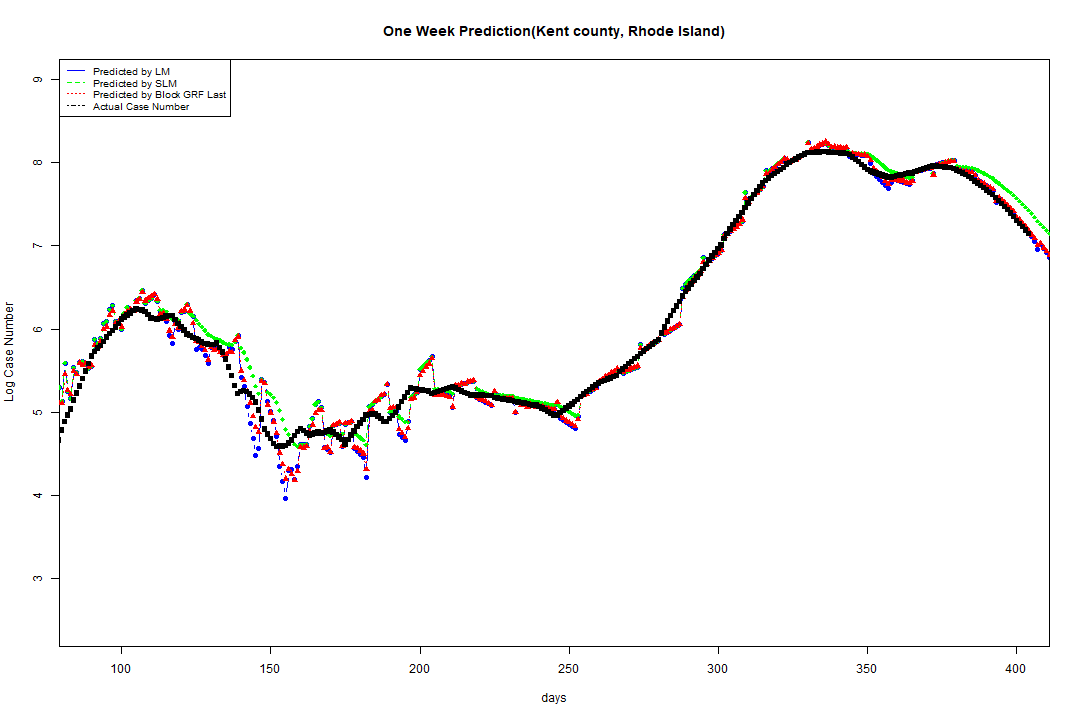 One Week Prediction(Kent county, Rhode Island)
Predicted by LM
Predicted by SLM
Predicted by Block GRF Last
Actual Case Number
9
8
7
6
5
4
3
Log Case Number
100 150 200 250 300 350 400
days